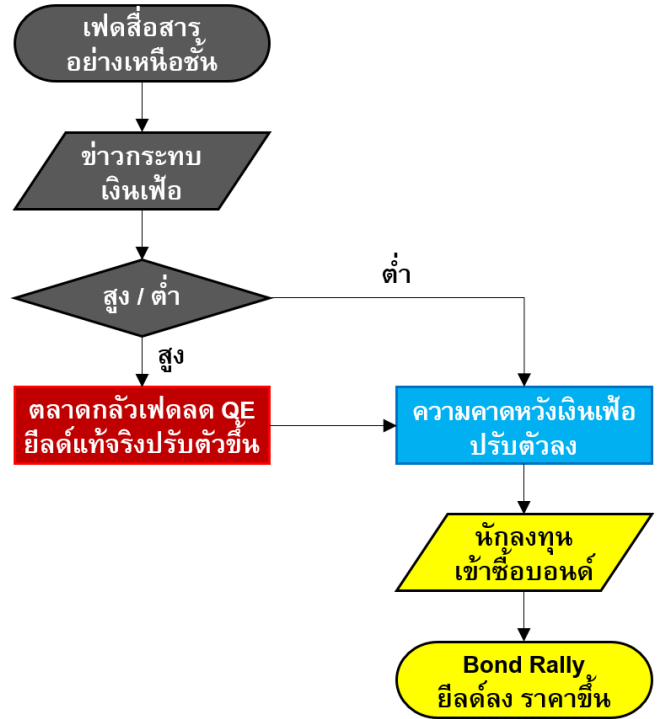 เฟดสื่อสาร
อย่างเหนือชั้น
ข่าวกระทบ
เงินเฟ้อ
สูง / ต่ำ
ต่ำ
สูง
ตลาดกลัวเฟดลด QE
ยีลด์แท้จริงปรับตัวขึ้น
ความคาดหวังเงินเฟ้อ
ปรับตัวลง
นักลงทุน
เข้าซื้อบอนด์
Bond Rally
ยีลด์ลง ราคาขึ้น